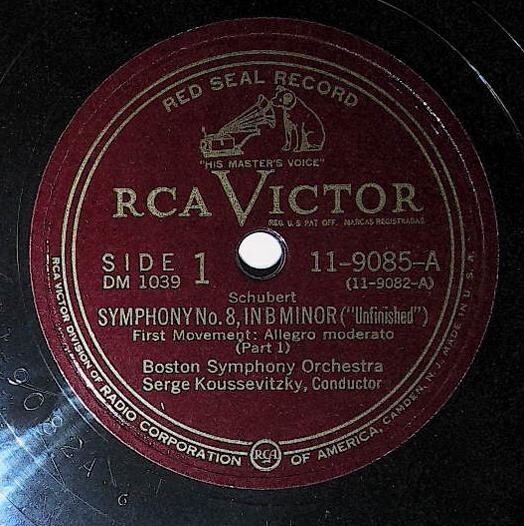 RED SEAL RECORD
"HIS MASTER'S VOICE"
RCA VICTOR
REG. U.S. PAT. OFF. MARCAS REGISTRADAS
SIDE 1
DM 1039
11-9085-A
(11-9082-A)
Schubert
SYMPHONY No. 8, IN B MINOR ("Unfinished")
First Movement: Allegro moderato
(Part 1)
Boston Symphony Orchestra
Serge Koussevitzky, Conductor
RCA VICTOR DIVISION OF RADIO CORPORATION OF AMERICA, CAMDEN, N. J. MADE IN U. S. A.
RCA